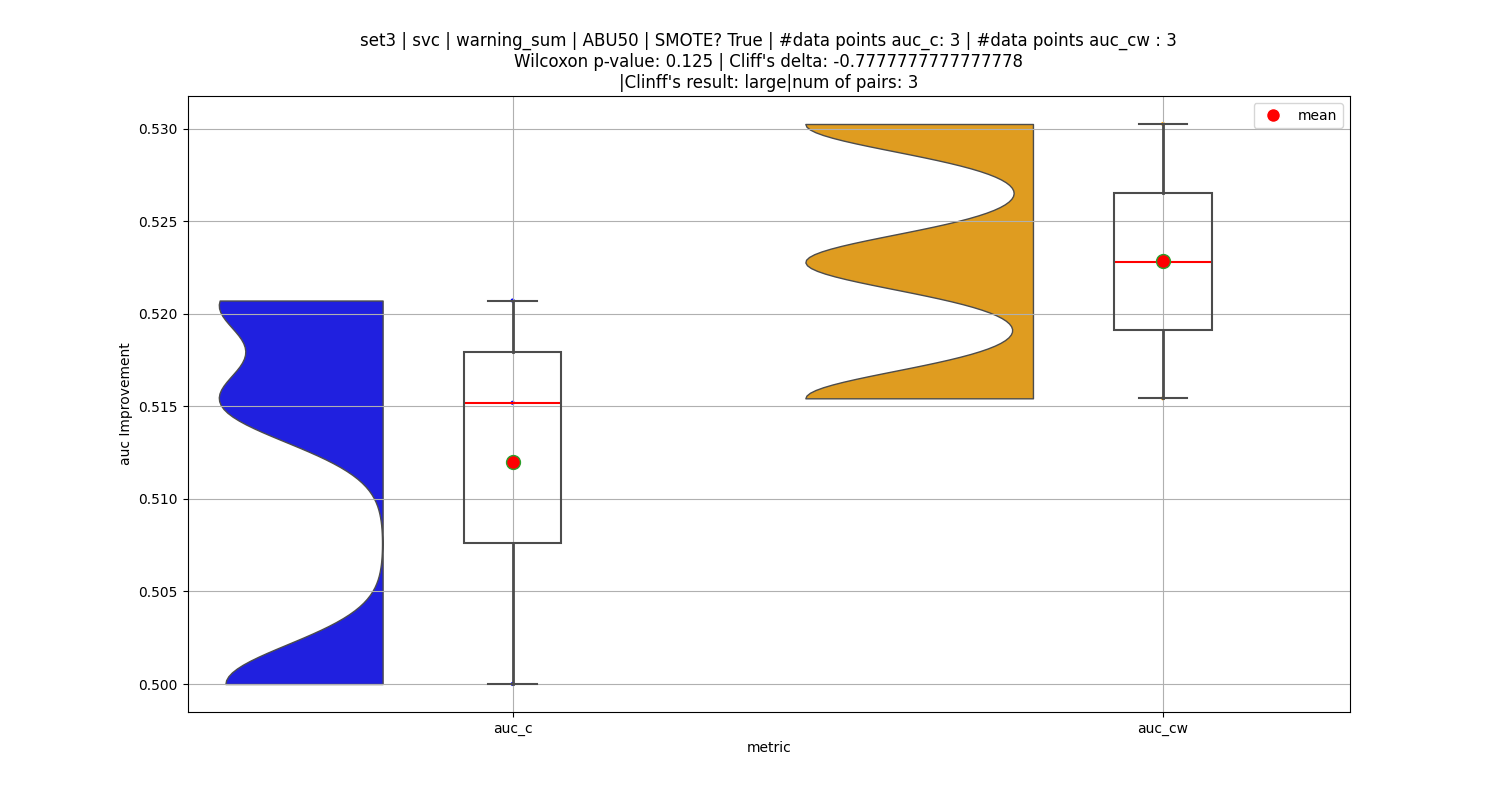 set3 | svc | warning_sum | ABU50 | SMOTE? True | #data points auc_c: 3 | #data points auc_cw : 3
Wilcoxon p-value: 0.125 | Cliff's delta: -0.7777777777777778
|Clinff's result: large|num of pairs: 3
mean
0.530
0.525
0.520
0.515
0.510
0.505
0.500
auc Improvement
auc_c
auc_cw
metric